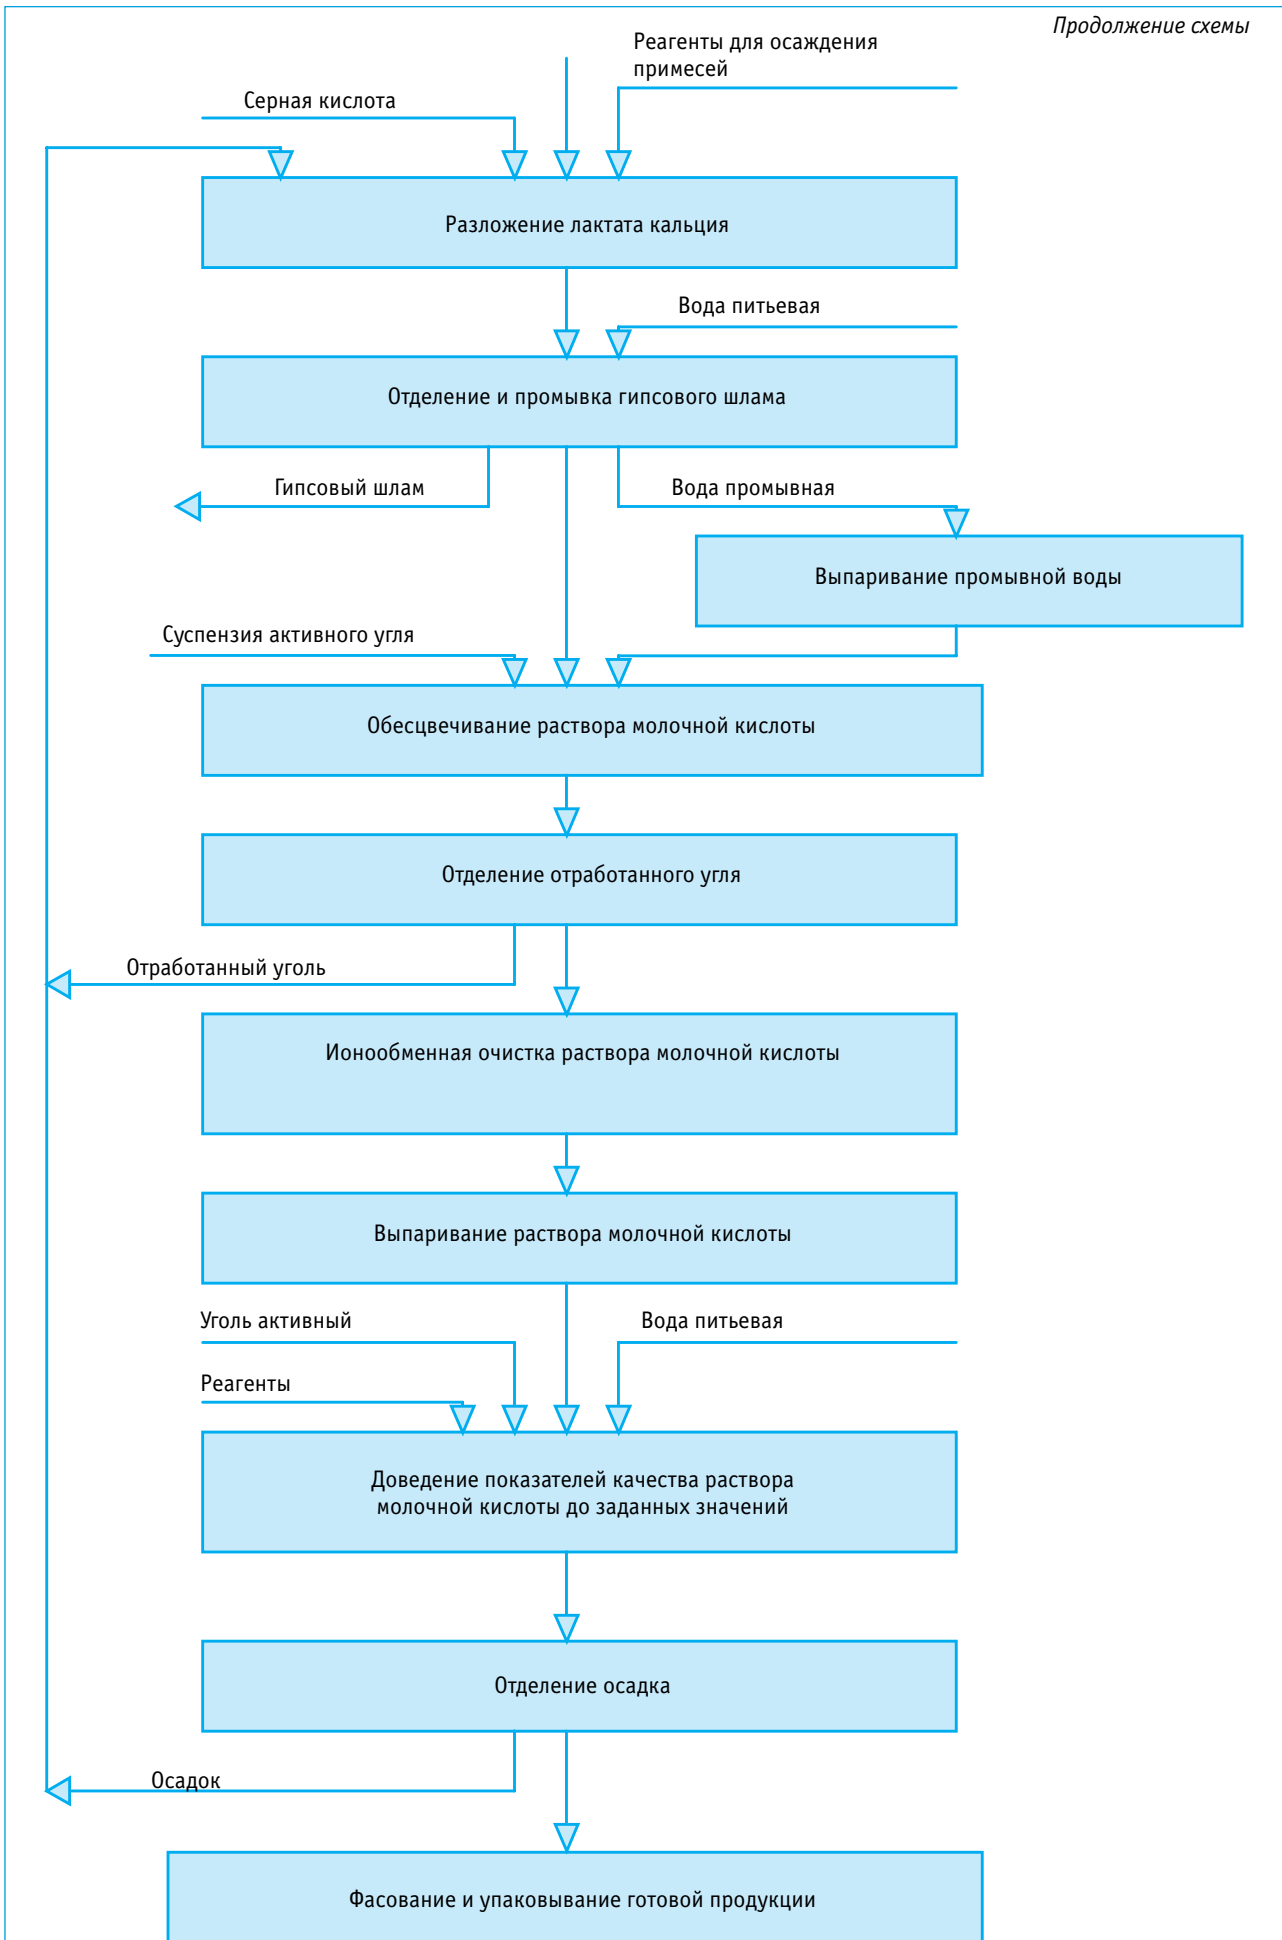 Продолжение схемы
Реагенты для осаждения
примесей
Серная кислота
Разложение лактата кальция
Вода питьевая
Отделение и промывка гипсового шлама
Гипсовый шлам
Вода промывная
Выпаривание промывной воды
Суспензия активного угля
Обесцвечивание раствора молочной кислоты
Отделение отработанного угля
Отработанный уголь
Ионообменная очистка раствора молочной кислоты
Выпаривание раствора молочной кислоты
Уголь активный
Вода питьевая
Реагенты
Доведение показателей качества раствора
молочной кислоты до заданных значений
Отделение осадка
Осадок
Фасование и упаковывание готовой продукции